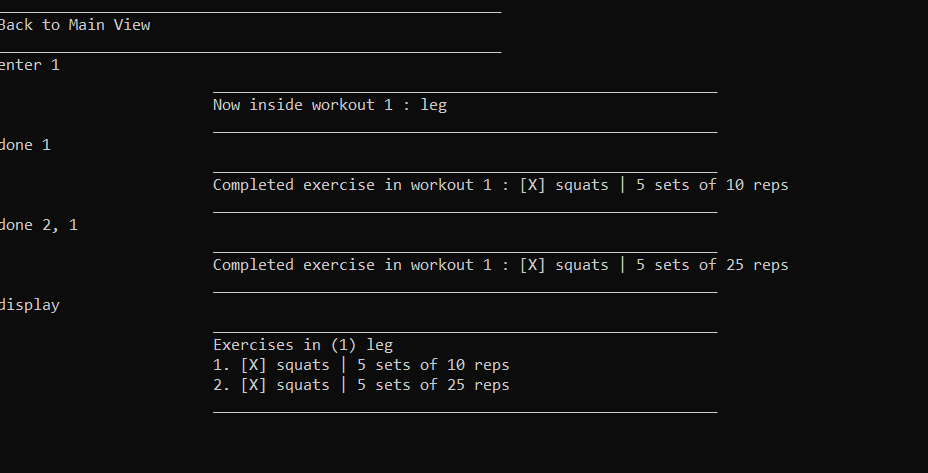 Back to Main View
enter 1
Now inside workout 1 : leg
done 1
Completed exercise in workout 1 : [X] squats | 5 sets of 10 reps
done 2, 1
Completed exercise in workout 1 : [X] squats | 5 sets of 25 reps
display
Exercises in (1) leg
1. [X] squats | 5 sets of 10 reps
2. [X] squats | 5 sets of 25 reps